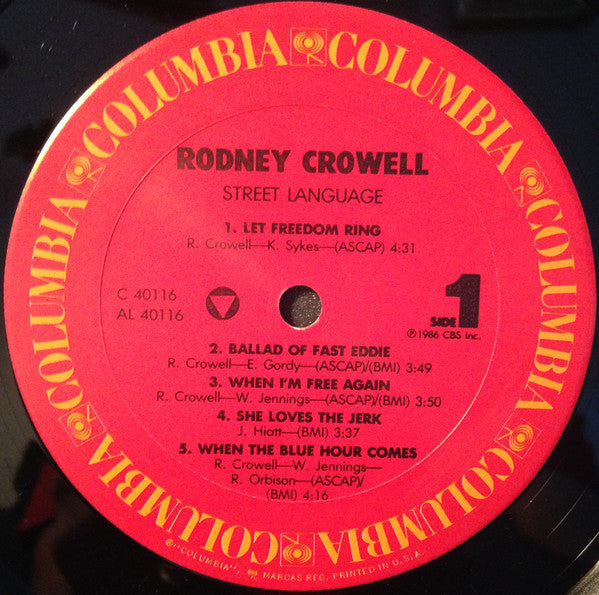 COLUMBIA COLUMBIA COLUMBIA COLUMBIA COLUMBIA COLUMBIA COLUMBIA COLUMBIA
RODNEY CROWELL
STREET LANGUAGE
1. LET FREEDOM RING
R. Crowell—K. Sykes—(ASCAP) 4:31
C 40116
AL 40116
SIDE 1
℗1986 CBS inc.
2. BALLAD OF FAST EDDIE
R. Crowell—E. Gordy—(ASCAP)/(BMI) 3:49
3. WHEN I'M FREE AGAIN
R. Crowell—W. Jennings—(ASCAP)/(BMI) 3:50
4. SHE LOVES THE JERK
J. Hiatt—(BMI) 3:37
5. WHEN THE BLUE HOUR COMES
R. Crowell—W. Jennings—
R. Orbison—(ASCAP)/
(BMI) 4:16
"COLUMBIA", MARCAS REG. PRINTED IN U.S.A.